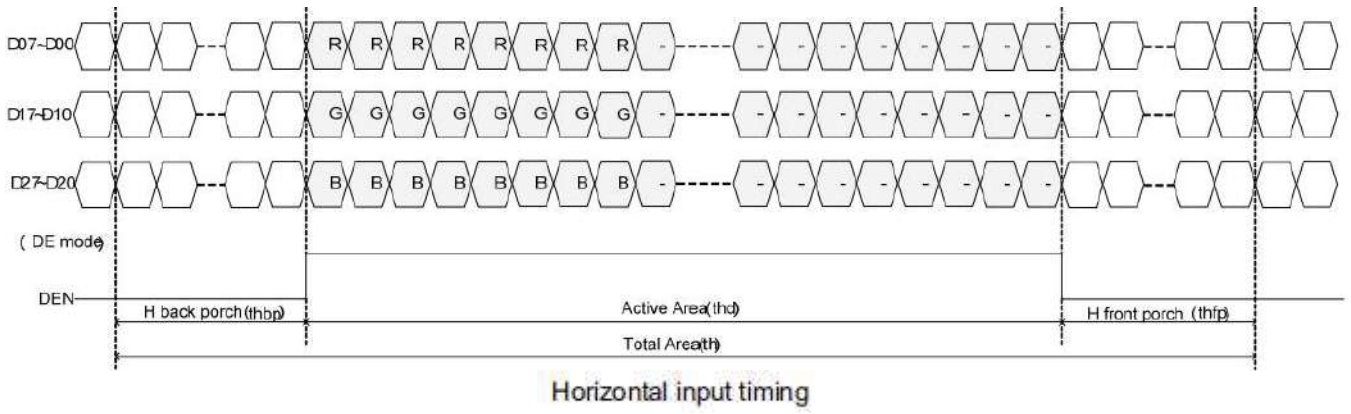 D07~D00 R R R R R R R R - - - - - - - - -
D17~D10 G G G G G G G G - - - - - - - - -
D27~D20 B B B B B B B B - - - - - - - - -
( DE mode)
DEN
H back porch (thbp) Active Area(thd) H front porch (thfp)
Total Area(th)
Horizontal input timing